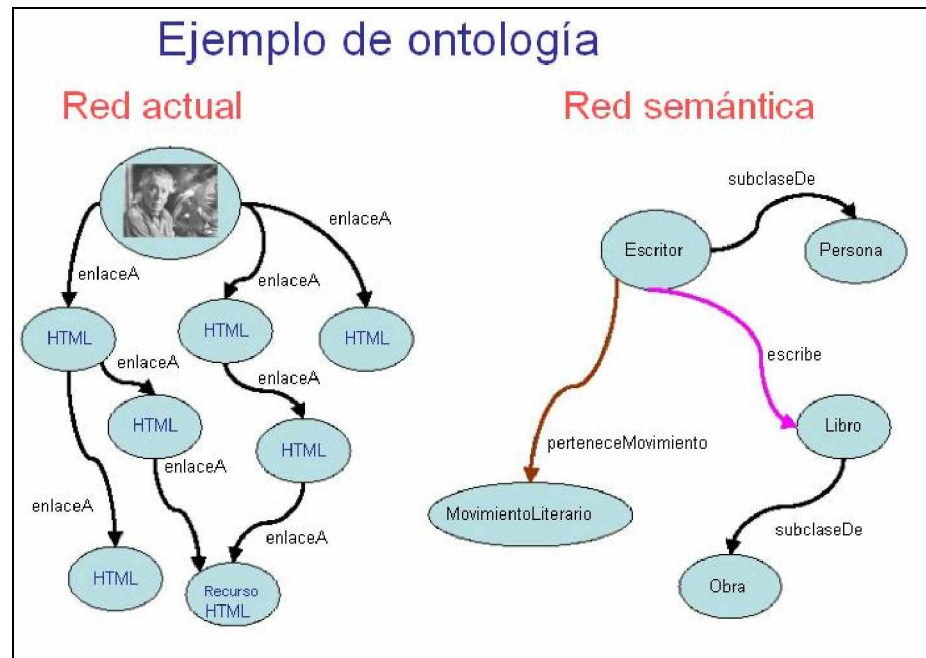 Ejemplo de ontología
Red actual
enlaceA
enlaceA
enlaceA
HTML
HTML
HTML
enlaceA
enlaceA
HTML
HTML
enlaceA
enlaceA
enlaceA
HTML
Recurso
HTML
Red semántica
subclaseDe
Escritor
Persona
escribe
Libro
perteneceMovimiento
MovimientoLiterario
subclaseDe
Obra